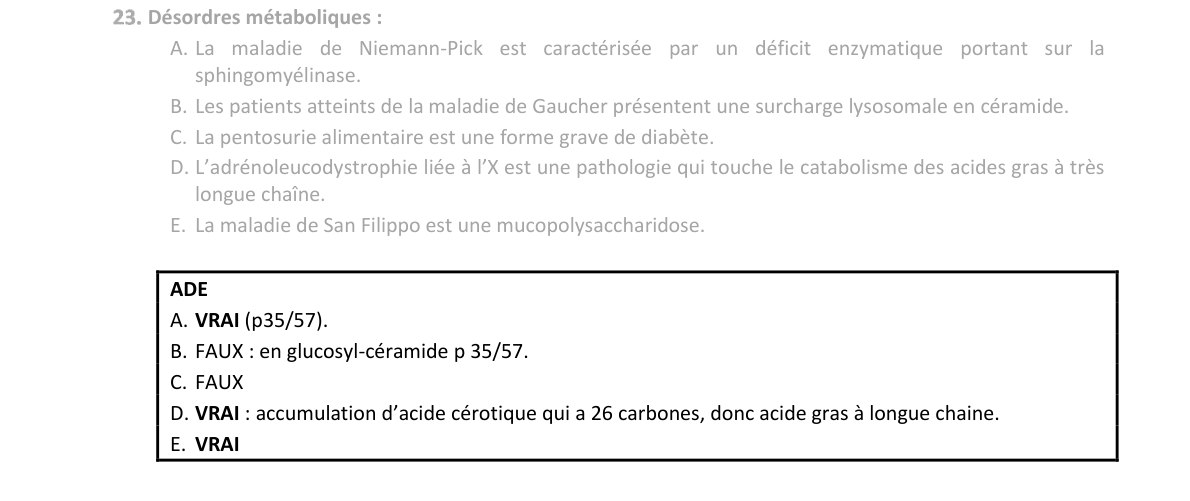 23. Désordres métaboliques :
A. La maladie de Niemann-Pick est caractérisée par un déficit enzymatique portant sur la
sphingomyélinase.
B. Les patients atteints de la maladie de Gaucher présentent une surcharge lysosomale en céramide.
C. La pentosurie alimentaire est une forme grave de diabète.
D. L’adrénoleucodystrophie liée à l’X est une pathologie qui touche le catabolisme des acides gras à très
longue chaîne.
E. La maladie de San Filippo est une mucopolysaccharidose.
ADE
A. VRAI (p35/57).
B. FAUX : en glucosyl-céramide p 35/57.
C. FAUX
D. VRAI : accumulation d’acide cérotique qui a 26 carbones, donc acide gras à longue chaine.
E. VRAI